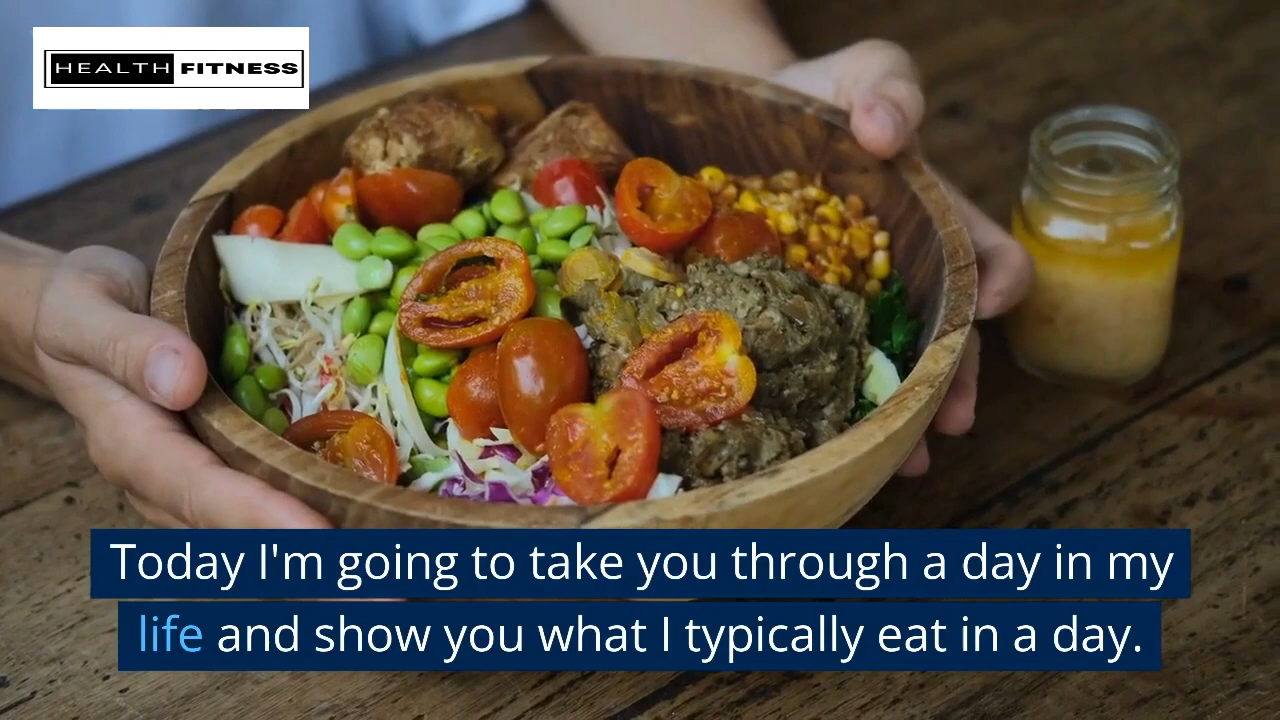 HEALTH FITNESS
Today I'm going to take you through a day in my
life and show you what I typically eat in a day.